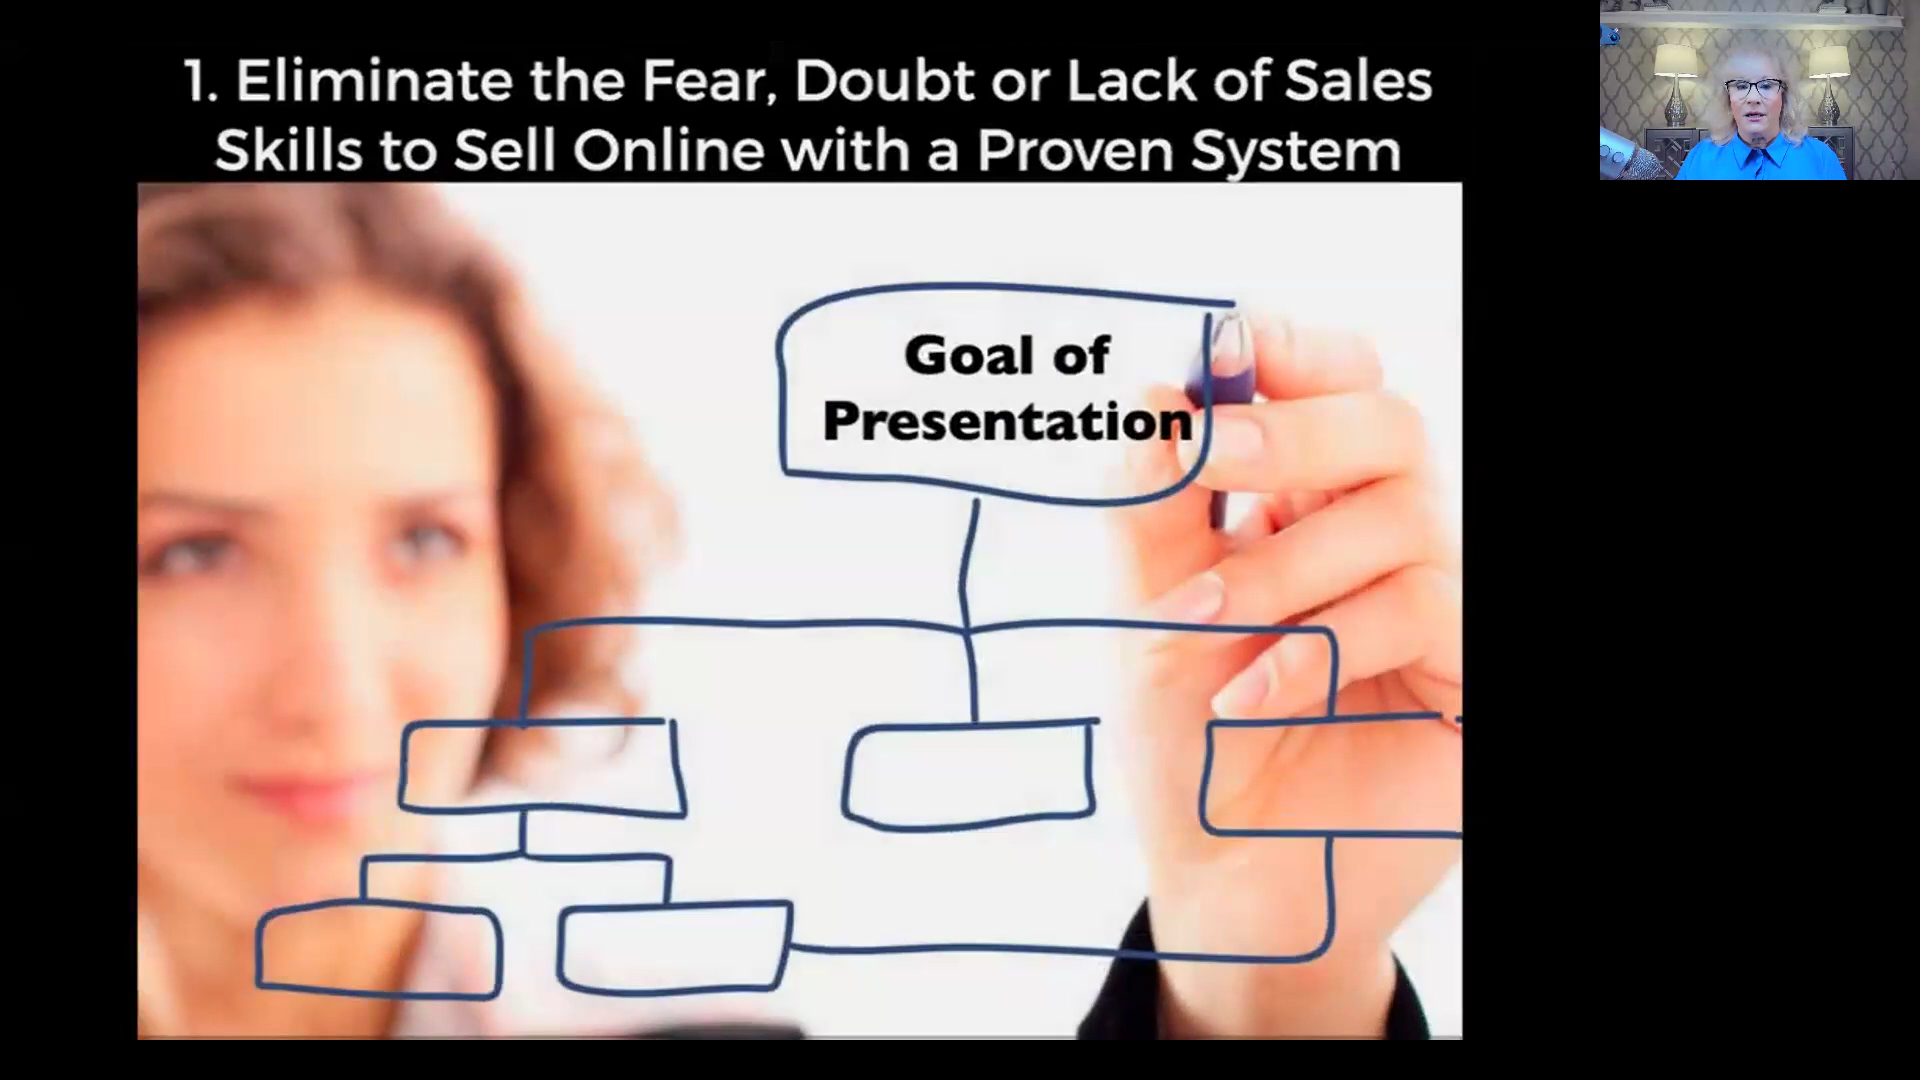 1. Eliminate the Fear, Doubt or Lack of Sales
Skills to Sell Online with a Proven System
Goal of
Presentation